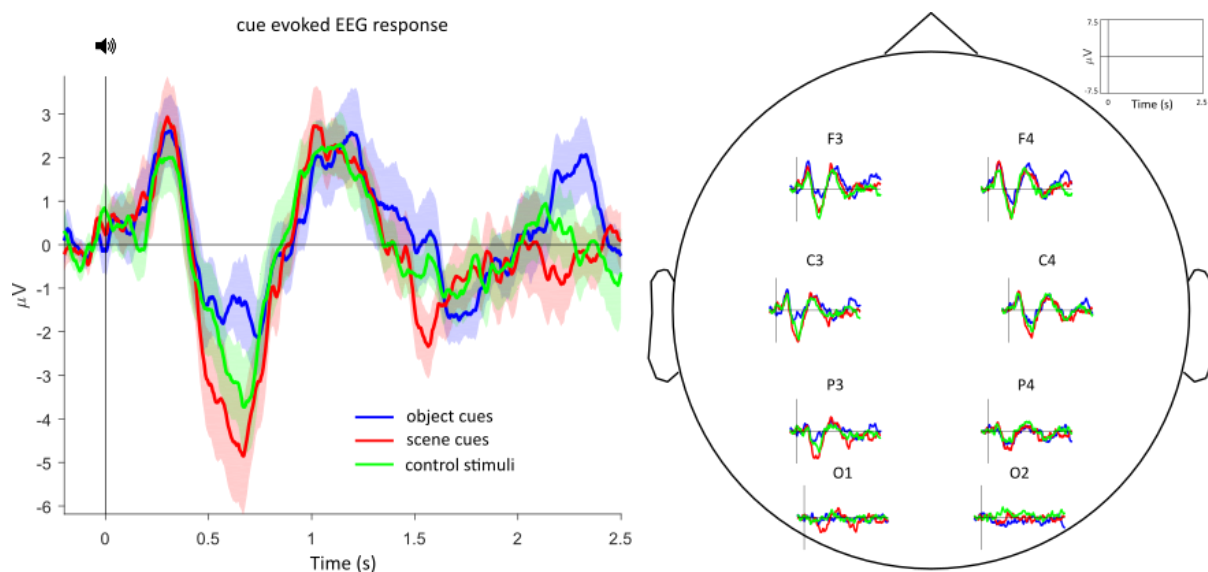 cue evoked EEG response
3
2
1
0
-1
-2
-3
-4
-5
-6
μV
object cues
scene cues
control stimuli
0
0.5
1
1.5
2
2.5
Time (s)
7.5
μV
-7.5
0
2.5
Time (s)
F3
F4
C3
C4
P3
P4
O1
O2